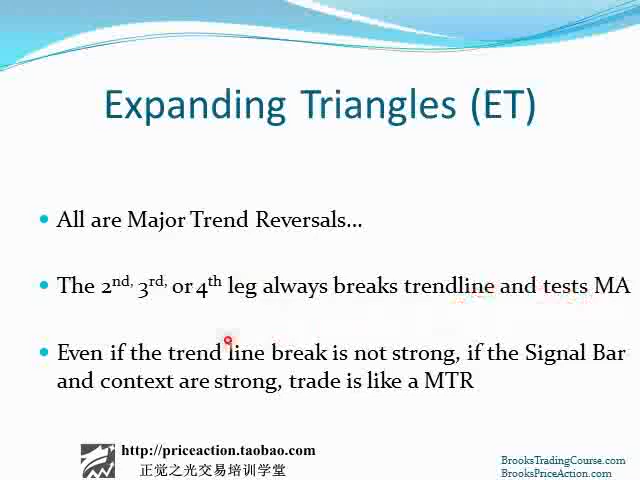 Expanding Triangles (ET)
All are Major Trend Reversals...
The 2nd, 3rd, or 4th leg always breaks trendline and tests MA
Even if the trend line break is not strong, if the Signal Bar
and context are strong, trade is like a MTR
http://priceaction.taobao.com
正觉之光交易培训学堂
BrooksTradingCourse.com
BrooksPriceAction.com